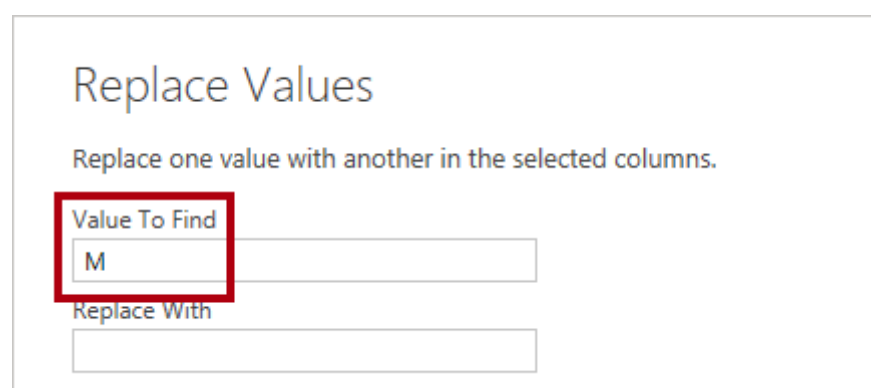 Replace Values
Replace one value with another in the selected columns.
Value To Find
M
Replace With